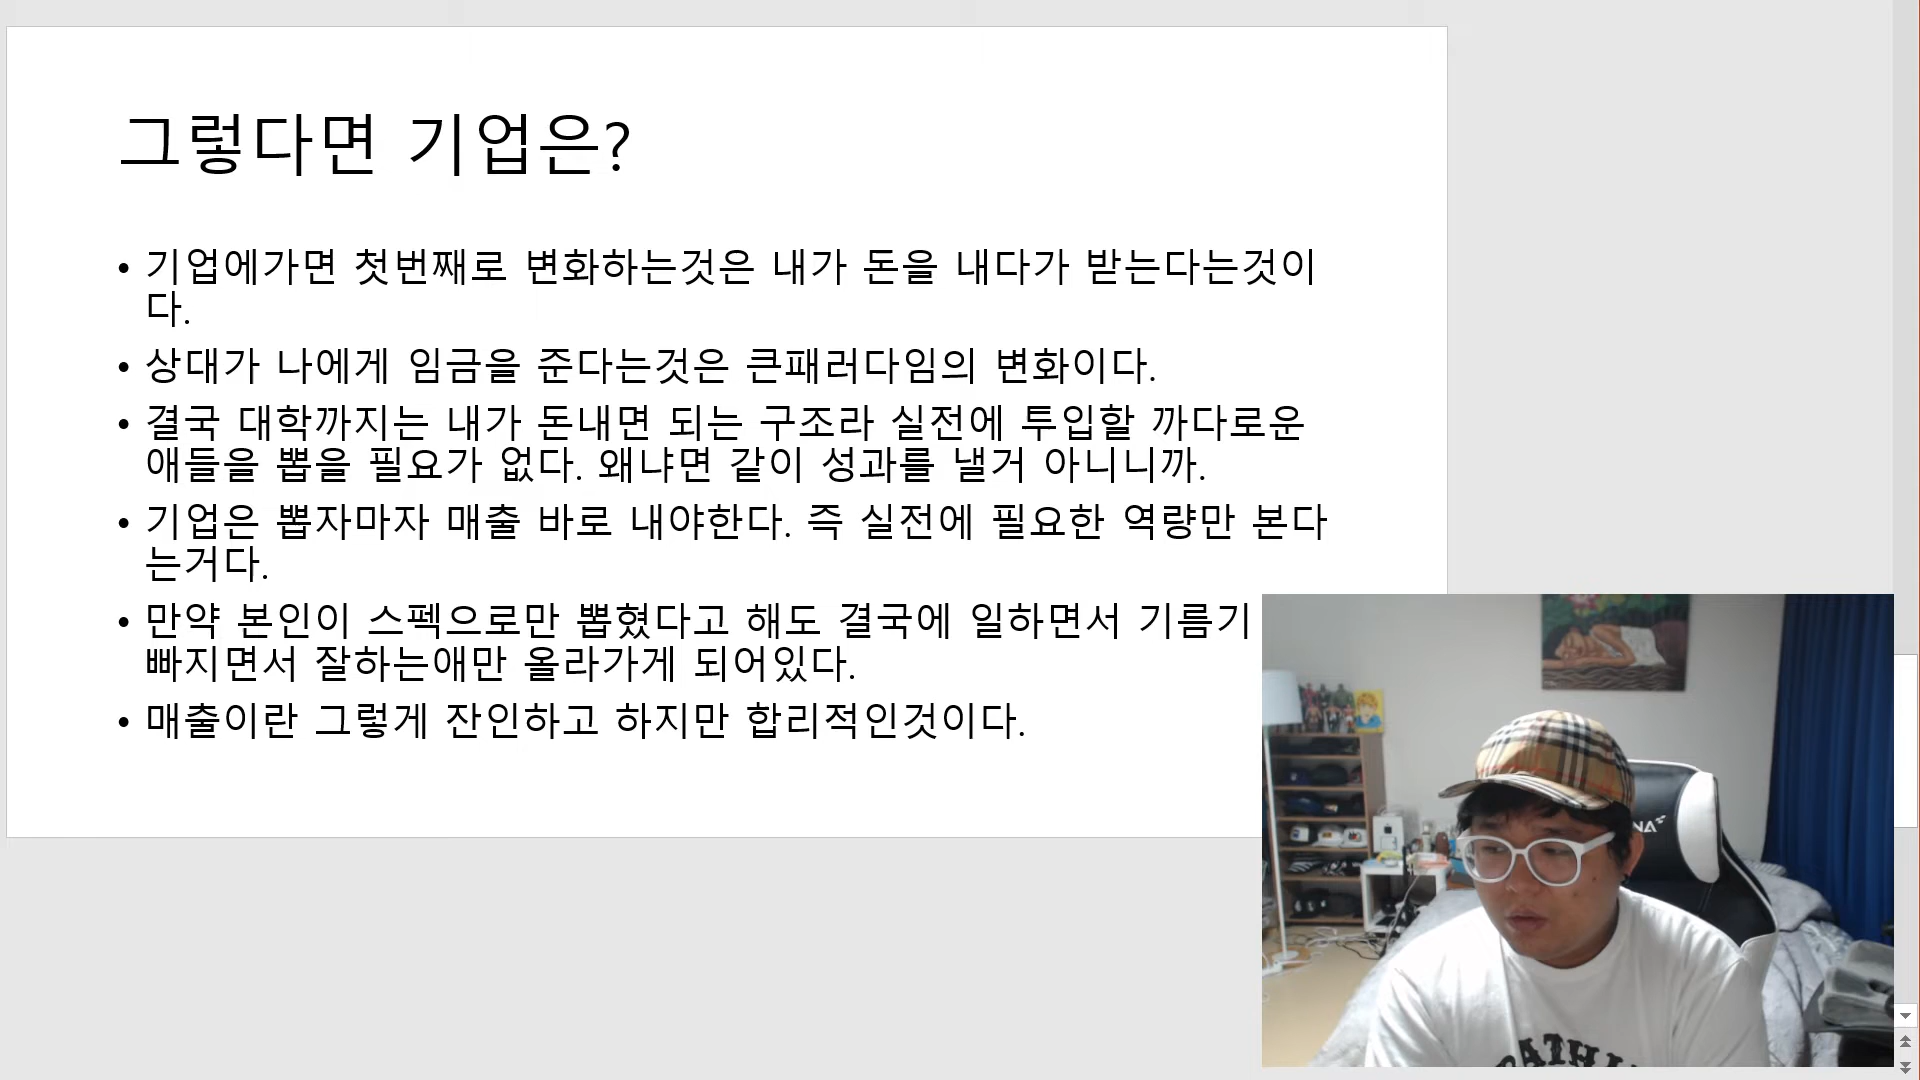 그렇다면 기업은?
• 기업에가면 첫번째로 변화하는것은 내가 돈을 내다가 받는다는것이
다.
• 상대가 나에게 임금을 준다는것은 큰패러다임의 변화이다.
• 결국 대학까지는 내가 돈내면 되는 구조라 실전에 투입할 까다로운
애들을 뽑을 필요가 없다. 왜냐면 같이 성과를 낼거 아니니까.
• 기업은 뽑자마자 매출 바로 내야한다. 즉 실전에 필요한 역량만 본다
는거다.
• 만약 본인이 스펙으로만 뽑혔다고 해도 결국에 일하면서 기름기
빠지면서 잘하는애만 올라가게 되어있다.
• 매출이란 그렇게 잔인하고 하지만 합리적인것이다.